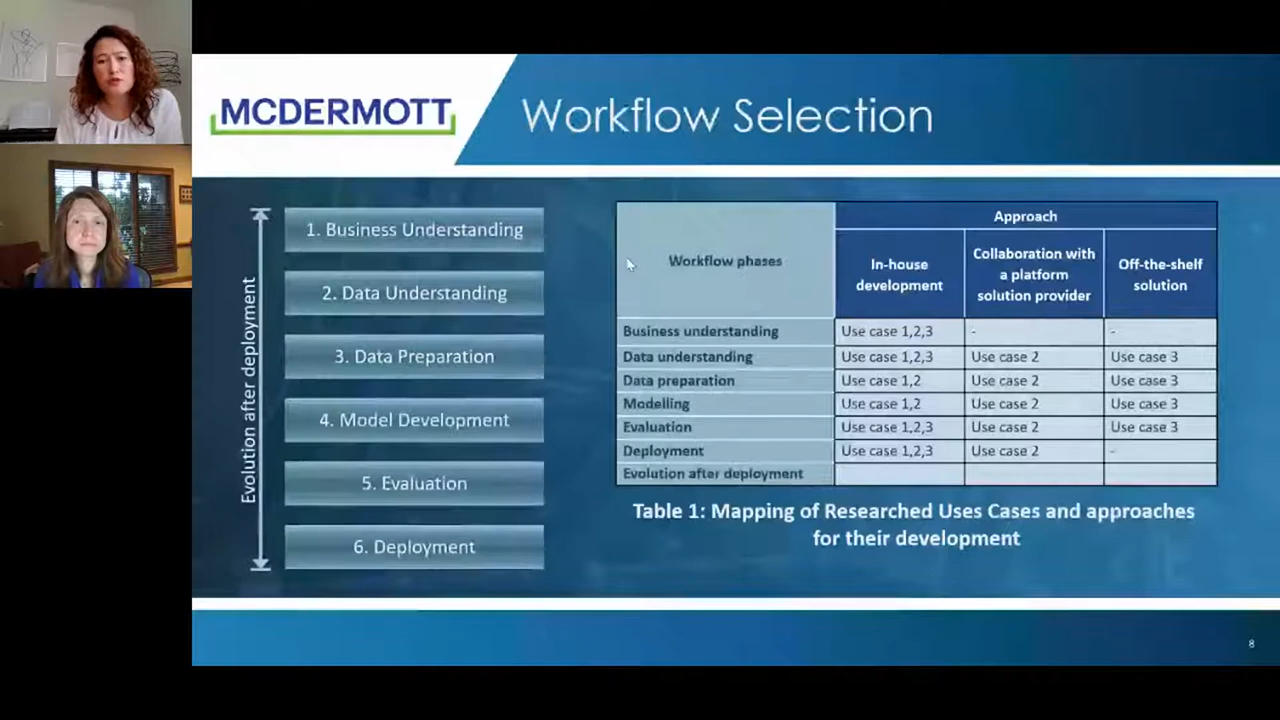 MCDERMOTT
Workflow Selection
Evolution after deployment
1. Business Understanding
2. Data Understanding
3. Data Preparation
4. Model Development
5. Evaluation
6. Deployment
Workflow phases
Approach
In-house
development
Collaboration with
a platform
solution provider
Off-the-shelf
solution
Business understanding Use case 1,2,3 - -
Data understanding Use case 1,2,3 Use case 2 Use case 3
Data preparation Use case 1,2 Use case 2 Use case 3
Modelling Use case 1,2 Use case 2 Use case 3
Evaluation Use case 1,2,3 Use case 2 Use case 3
Deployment Use case 1,2,3 Use case 2 -
Evolution after deployment
Table 1: Mapping of Researched Uses Cases and approaches
for their development
8